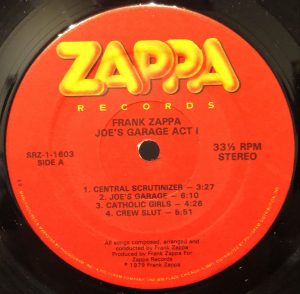 ZAPPA
RECORDS
FRANK ZAPPA
JOE'S GARAGE ACT I
SRZ-1-1603
SIDE A
33⅓ RPM
STEREO
1. CENTRAL SCRUTINIZER – 3:27
2. JOE'S GARAGE – 6:10
3. CATHOLIC GIRLS – 4:26
4. CREW SLUT – 5:51
All songs composed, arranged and
conducted by Frank Zappa
Produced by Frank Zappa For
Zappa Records
℗ 1979 Frank Zappa